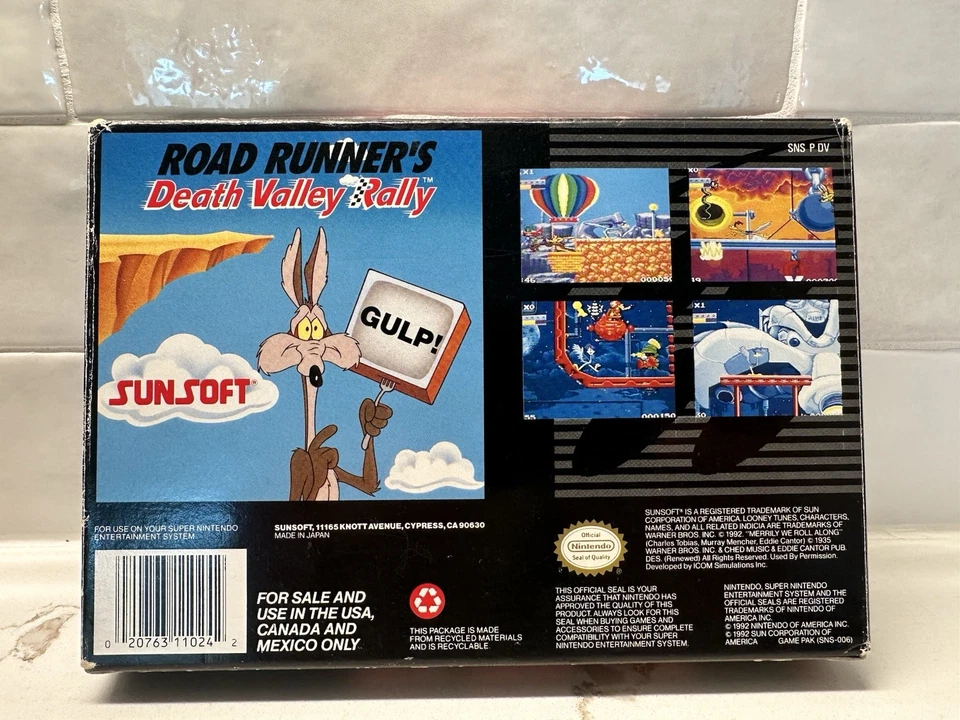 ROAD RUNNER'S
Death Valley Rally™
GULP!
SUNSOFT®
SNS P DV
FOR USE ON YOUR SUPER NINTENDO
ENTERTAINMENT SYSTEM
SUNSOFT, 11165 KNOTT AVENUE, CYPRESS, CA 90630
MADE IN JAPAN
0 20763 11024 2
FOR SALE AND
USE IN THE USA,
CANADA AND
MEXICO ONLY.
THIS PACKAGE IS MADE
FROM RECYCLED MATERIALS
AND IS RECYCLABLE.
Official
Nintendo
Seal of Quality
THIS OFFICIAL SEAL IS YOUR
ASSURANCE THAT NINTENDO HAS
APPROVED THE QUALITY OF THIS
PRODUCT. ALWAYS LOOK FOR THIS
SEAL WHEN BUYING GAMES AND
ACCESSORIES TO ENSURE COMPLETE
COMPATIBILITY WITH YOUR SUPER
NINTENDO ENTERTAINMENT SYSTEM.
SUNSOFT® IS A REGISTERED TRADEMARK OF SUN
CORPORATION OF AMERICA. LOONEY TUNES, CHARACTERS,
NAMES, AND ALL RELATED INDICIA ARE TRADEMARKS OF
WARNER BROS. INC. © 1992. "MERRILY WE ROLL ALONG"
(Charles Tobias, Murray Mencher, Eddie Cantor) © 1935
WARNER BROS. INC. & CHED MUSIC & EDDIE CANTOR PUB.
DES. (Renewed) All Rights Reserved. Used By Permission.
Developed by ICOM Simulations Inc.
NINTENDO, SUPER NINTENDO
ENTERTAINMENT SYSTEM AND THE
OFFICIAL SEALS ARE REGISTERED
TRADEMARKS OF NINTENDO OF
AMERICA INC.
© 1992 NINTENDO OF AMERICA INC.
© 1992 SUN CORPORATION OF
AMERICA GAME PAK (SNS-006)